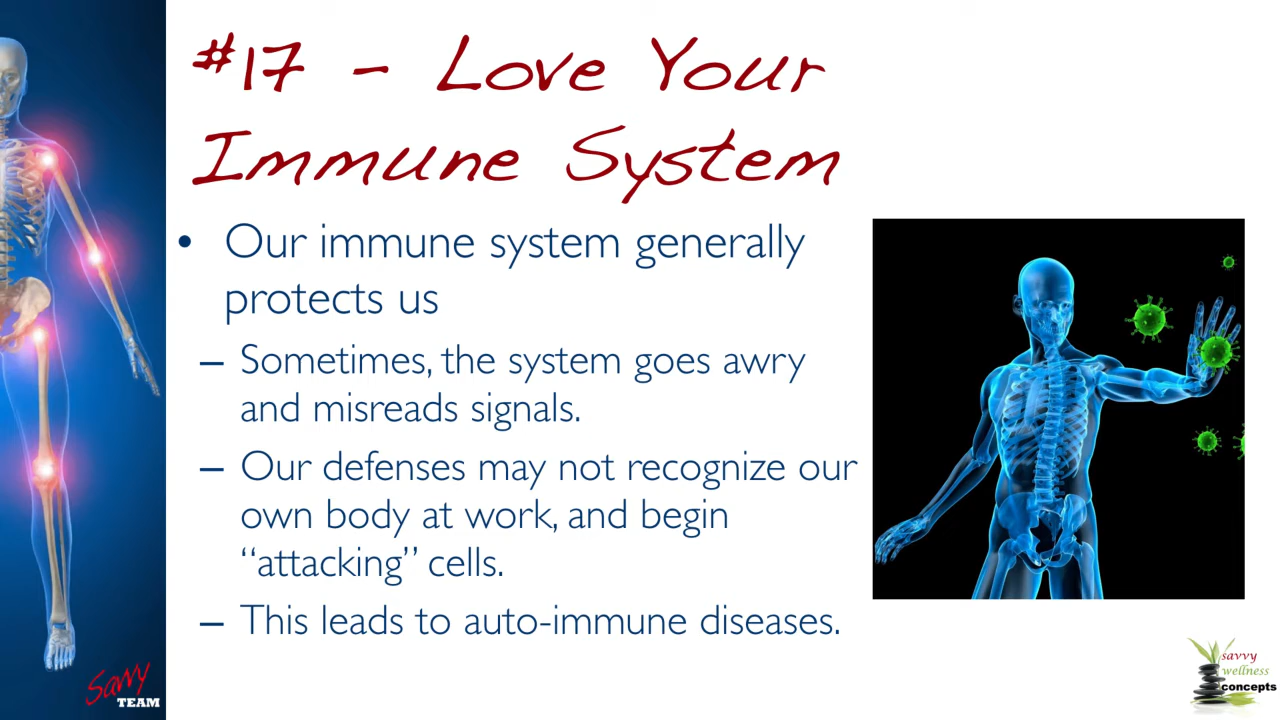 #17 - Love Your
Immune System
• Our immune system generally
protects us
– Sometimes, the system goes awry
and misreads signals.
– Our defenses may not recognize our
own body at work, and begin
“attacking” cells.
– This leads to auto-immune diseases.
Savvy
TEAM
savvy
wellness
concepts